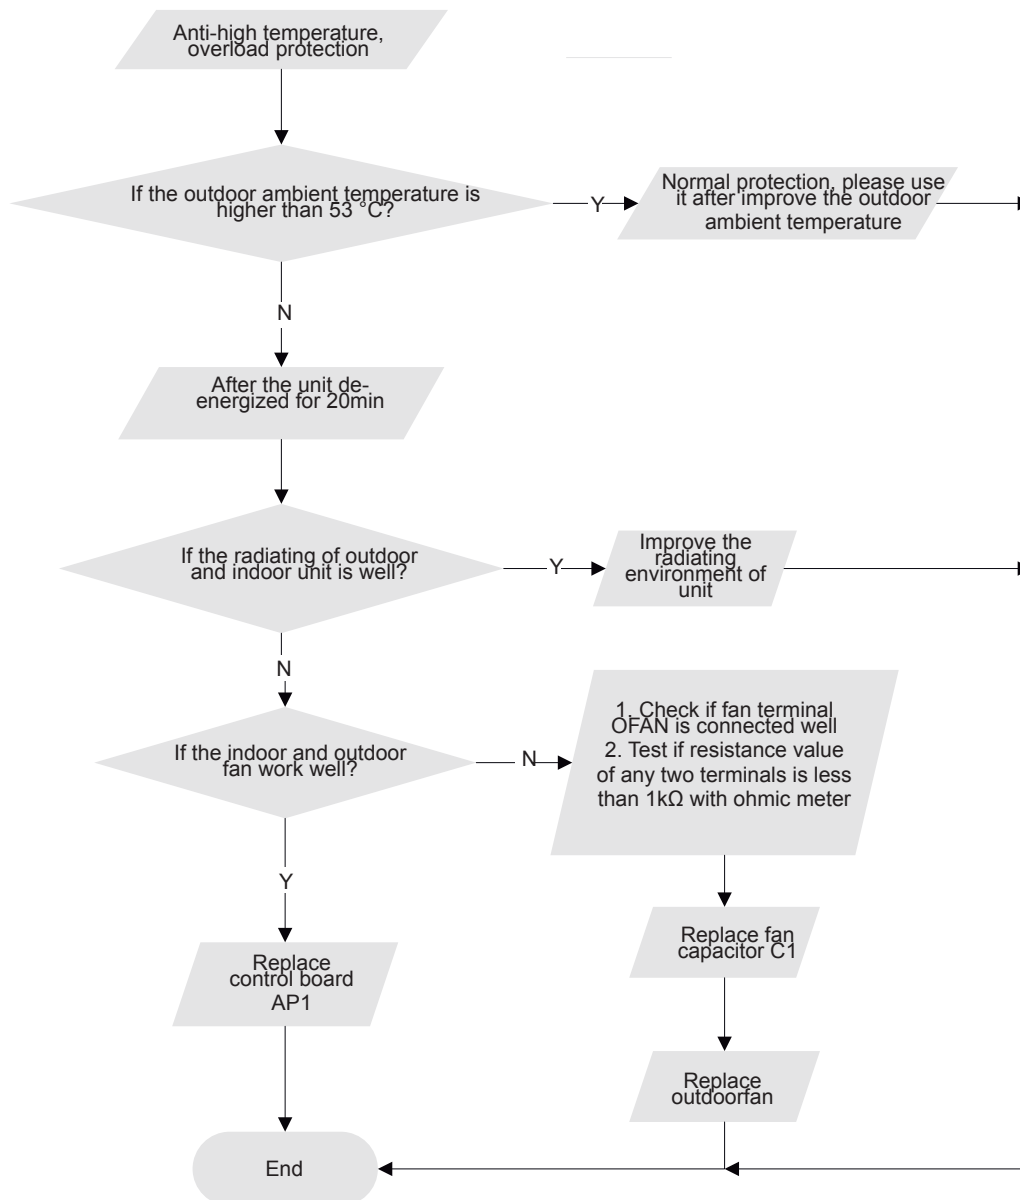 Anti-high temperature,
overload protection
If the outdoor ambient temperature is
higher than 53 °C?
Y
Normal protection, please use
it after improve the outdoor
ambient temperature
N
After the unit de-
energized for 20min
If the radiating of outdoor
and indoor unit is well?
Y
Improve the
radiating
environment of
unit
N
If the indoor and outdoor
fan work well?
N
1. Check if fan terminal
OFAN is connected well
2. Test if resistance value
of any two terminals is less
than 1kΩ with ohmic meter
Y
Replace fan
capacitor C1
Replace
control board
AP1
Replace
outdoorfan
End